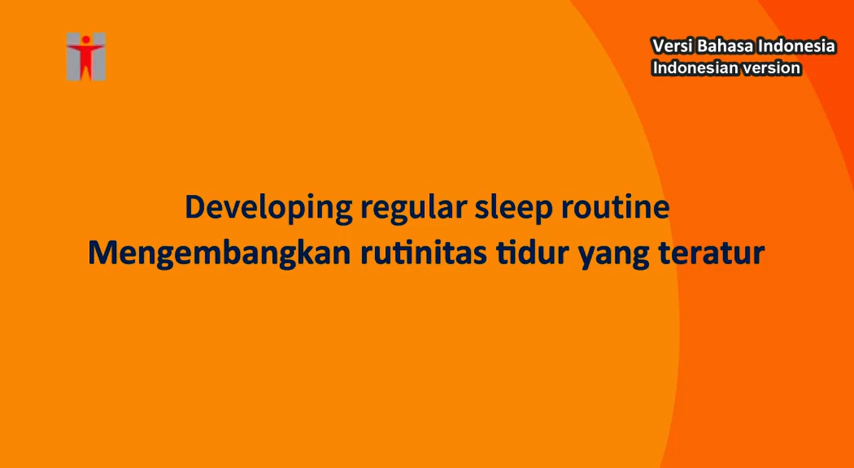 Versi Bahasa Indonesia
Indonesian version
Developing regular sleep routine
Mengembangkan rutinitas tidur yang teratur